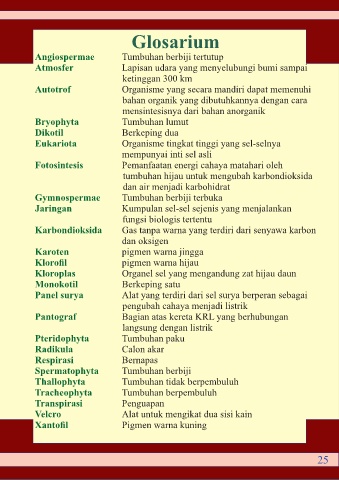 Glosarium
Angiospermae Tumbuhan berbiji tertutup
Atmosfer Lapisan udara yang menyelubungi bumi sampai
ketinggan 300 km
Autotrof Organisme yang secara mandiri dapat memenuhi
bahan organik yang dibutuhkannya dengan cara
mensintesisnya dari bahan anorganik
Bryophyta Tumbuhan lumut
Dikotil Berkeping dua
Eukariota Organisme tingkat tinggi yang sel-selnya
mempunyai inti sel asli
Fotosintesis Pemanfaatan energi cahaya matahari oleh
tumbuhan hijau untuk mengubah karbondioksida
dan air menjadi karbohidrat
Gymnospermae Tumbuhan berbiji terbuka
Jaringan Kumpulan sel-sel sejenis yang menjalankan
fungsi biologis tertentu
Karbondioksida Gas tanpa warna yang terdiri dari senyawa karbon
dan oksigen
Karoten pigmen warna jingga
Klorofil pigmen warna hijau
Kloroplas Organel sel yang mengandung zat hijau daun
Monokotil Berkeping satu
Panel surya Alat yang terdiri dari sel surya berperan sebagai
pengubah cahaya menjadi listrik
Pantograf Bagian atas kereta KRL yang berhubungan
langsung dengan listrik
Pteridophyta Tumbuhan paku
Radikula Calon akar
Respirasi Bernapas
Spermatophyta Tumbuhan berbiji
Thallophyta Tumbuhan tidak berpembuluh
Tracheophyta Tumbuhan berpembuluh
Transpirasi Penguapan
Velcro Alat untuk mengikat dua sisi kain
Xantofil Pigmen warna kuning
25